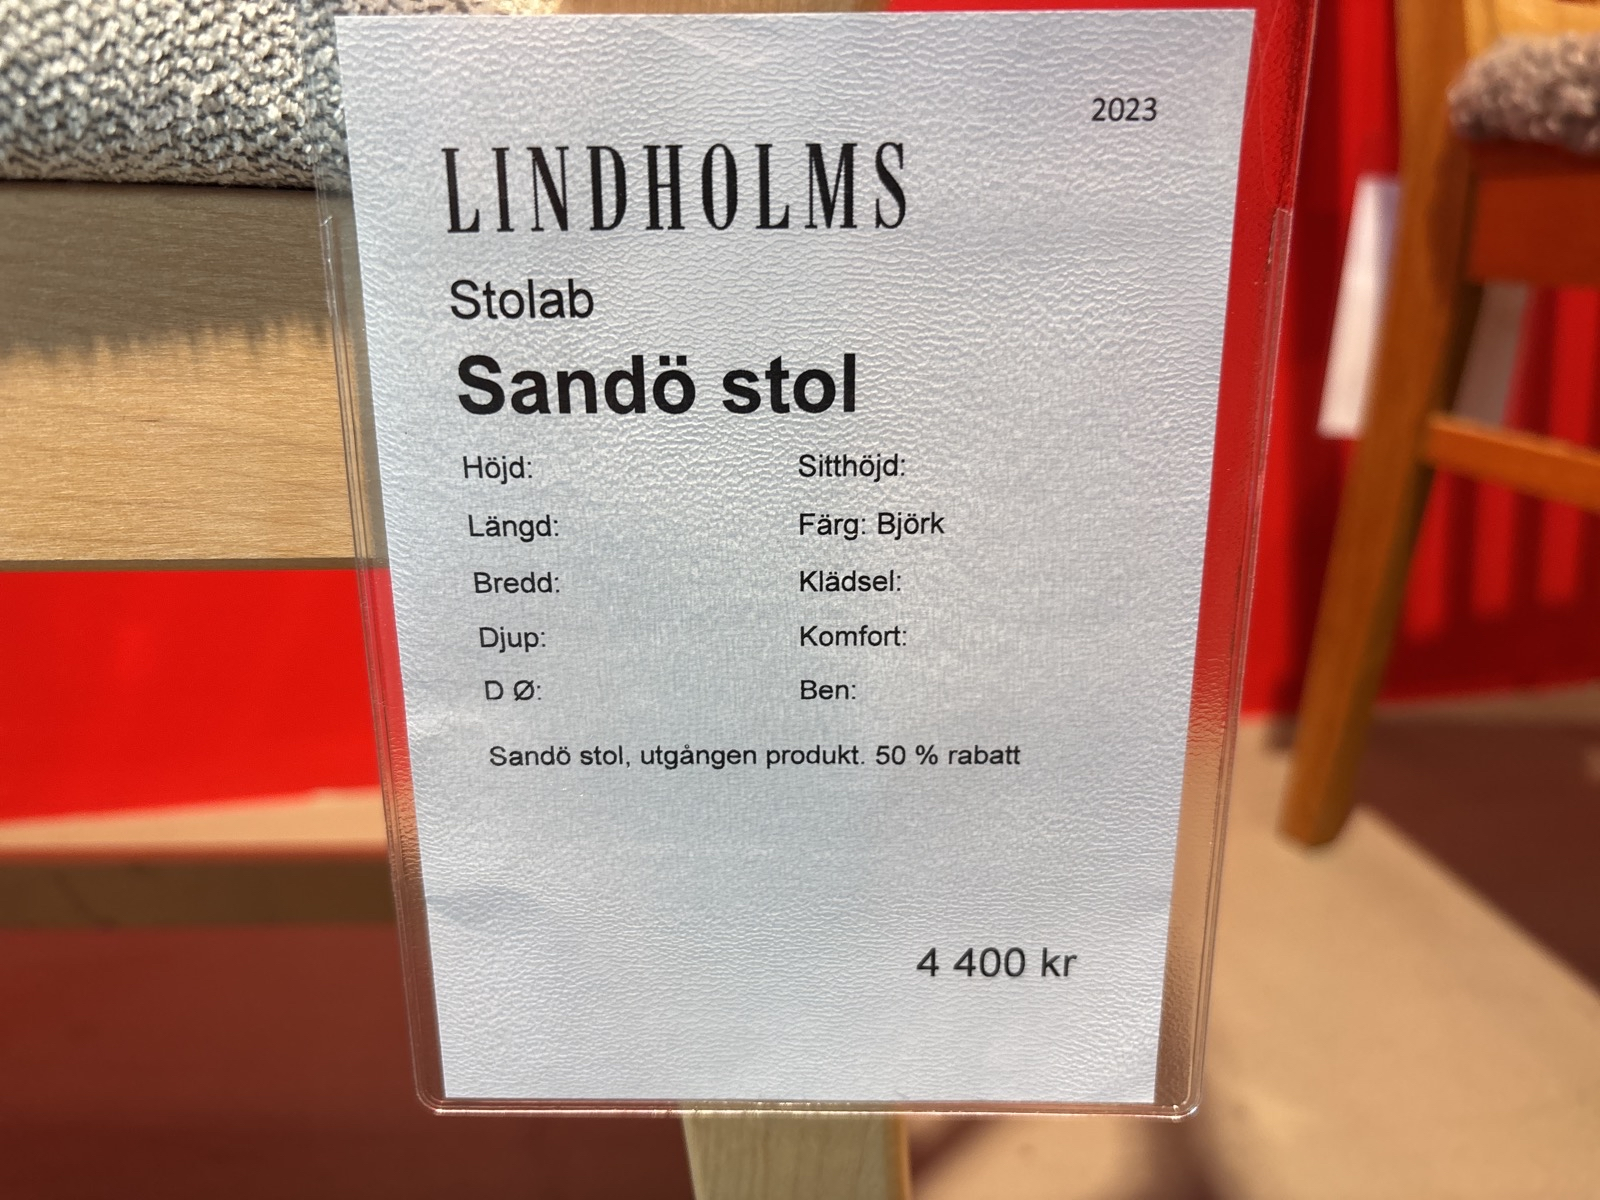 2023
LINDHOLMS
Stolab
Sandö stol
Höjd: Sitthöjd:
Längd: Färg: Björk
Bredd: Klädsel:
Djup: Komfort:
D Ø: Ben:
Sandö stol, utgången produkt. 50 % rabatt
4 400 kr